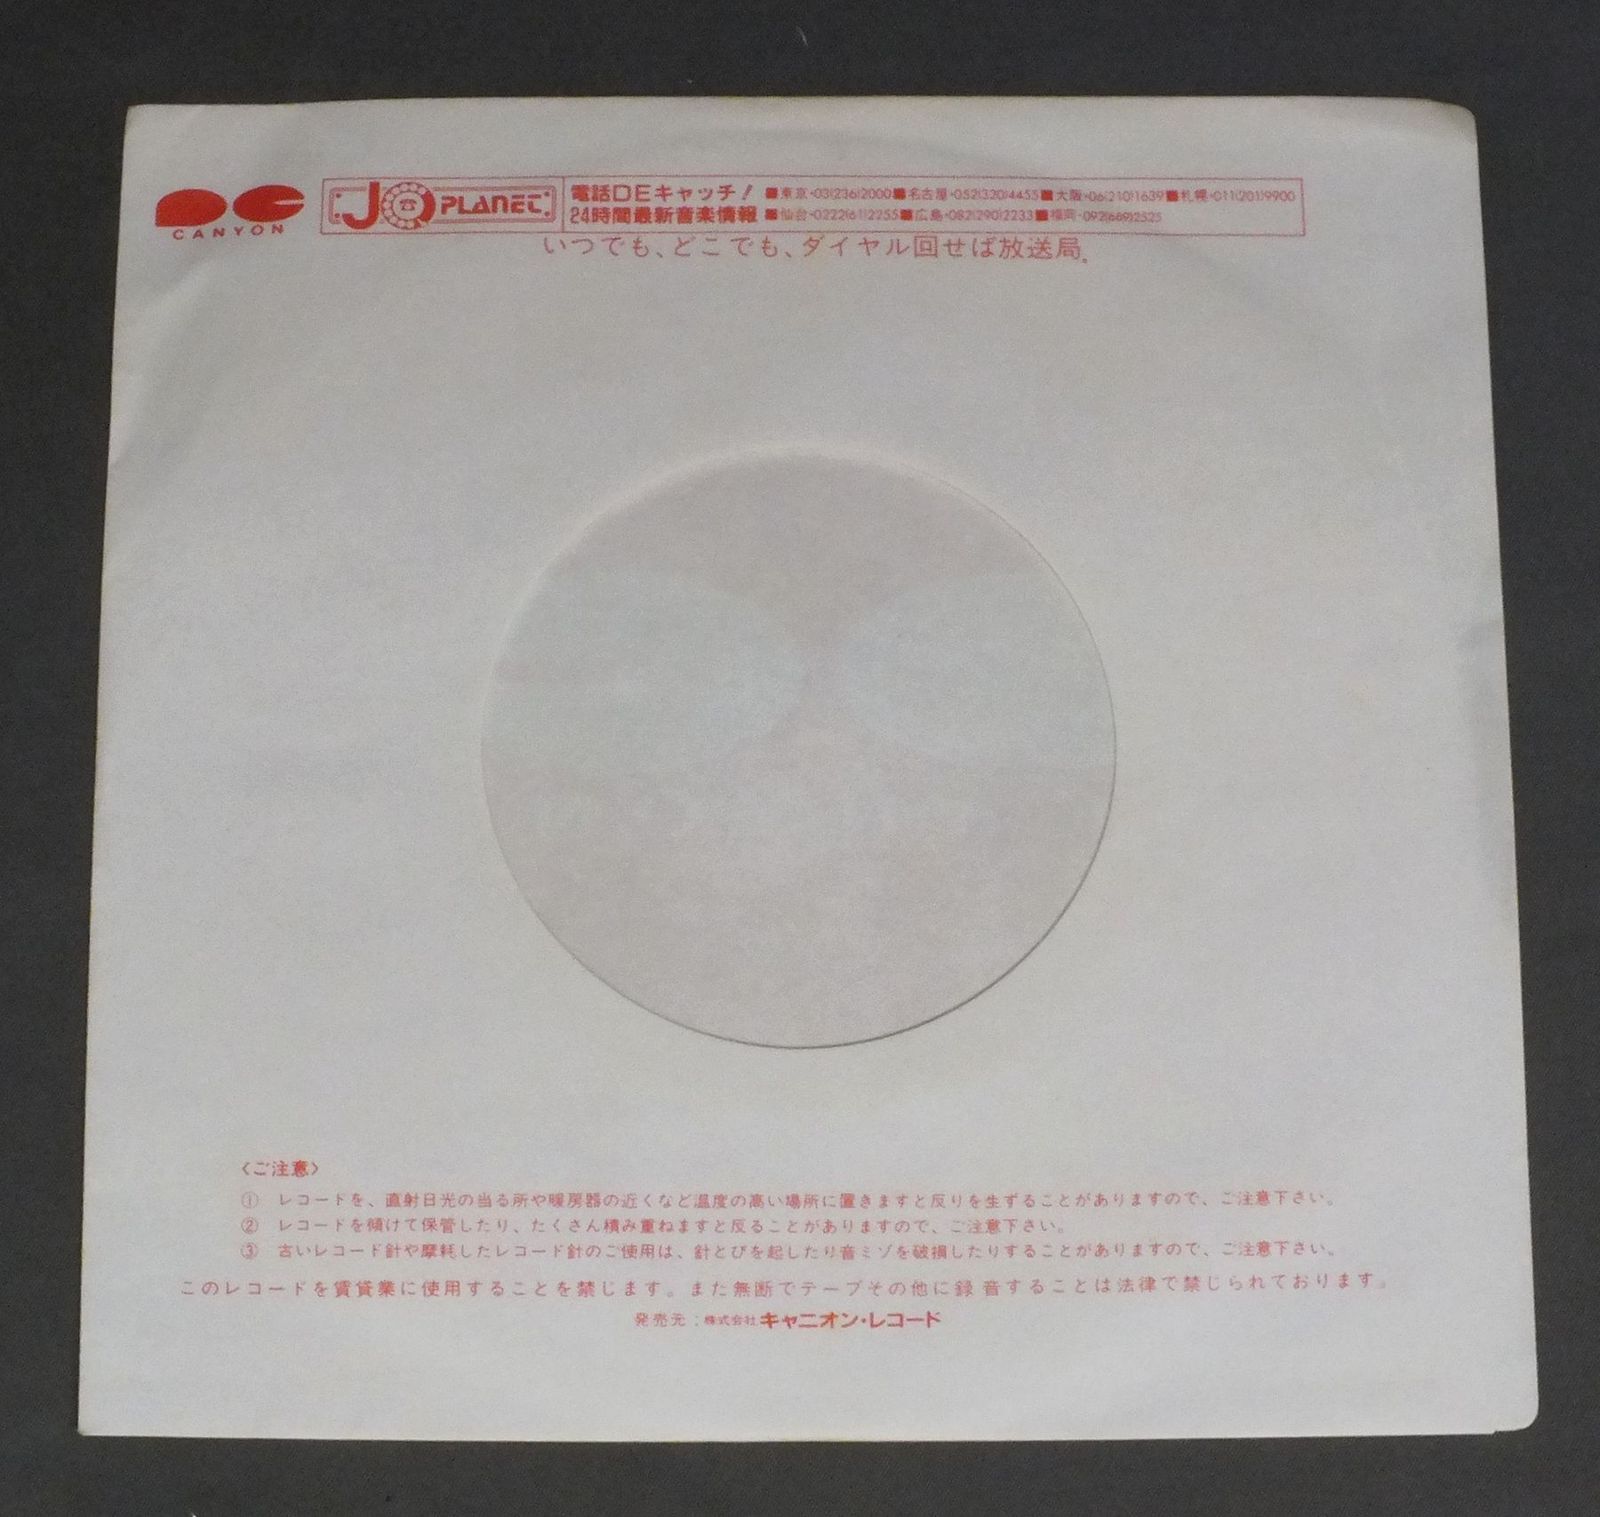 CANYON
JO PLANET
電話DEキャッチ! ■東京・03(236)2000■名古屋・052(320)4455■大阪・06(210)1639■札幌・011(201)9900
24時間最新音楽情報 ■仙台・0222(61)2255■広島・082(290)2233■福岡・092(669)2525
いつでも、どこでも、ダイヤル回せば放送局。
〈ご注意〉
① レコードを、直射日光の当る所や暖房器の近くなど温度の高い場所に置きますと反りを生ずることがありますので、ご注意下さい。
② レコードを傾けて保管したり、たくさん積み重ねますと反ることがありますので、ご注意下さい。
③ 古いレコード針や摩耗したレコード針のご使用は、針とびを起したり音ミゾを破損したりすることがありますので、ご注意下さい。
このレコードを賃貸業に使用することを禁じます。また無断でテープその他に録音することは法律で禁じられております。
発売元：株式会社キャニオン・レコード